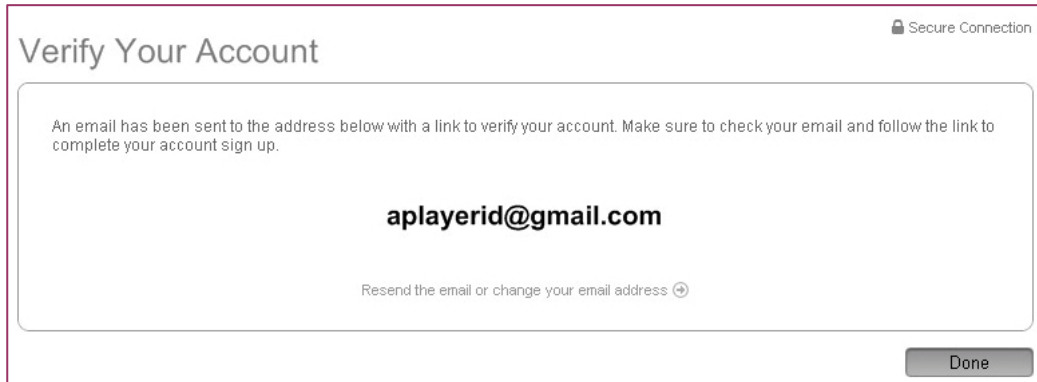 Secure Connection
Verify Your Account
An email has been sent to the address below with a link to verify your account. Make sure to check your email and follow the link to
complete your account sign up.
aplayerid@gmail.com
Resend the email or change your email address
Done